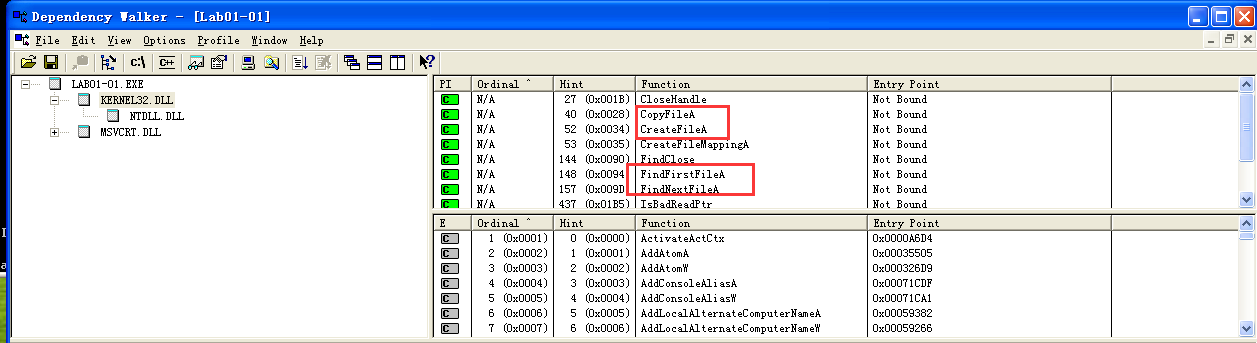 Dependency Walker - [Lab01-01]
File Edit View Options Profile Window Help
C:\ C++
LAB01-01.EXE
KERNEL32.DLL
NTDLL.DLL
MSVCRT.DLL
PI Ordinal ^ Hint Function Entry Point
C N/A 27 (0x001B) CloseHandle Not Bound
C N/A 40 (0x0028) CopyFileA Not Bound
C N/A 52 (0x0034) CreateFileA Not Bound
C N/A 53 (0x0035) CreateFileMappingA Not Bound
C N/A 144 (0x0090) FindClose Not Bound
C N/A 148 (0x0094 FindFirstFileA Not Bound
C N/A 157 (0x009D FindNextFileA Not Bound
C N/A 437 (0x01B5) IsBadReadPtr Not Bound
E Ordinal ^ Hint Function Entry Point
C 1 (0x0001) 0 (0x0000) ActivateActCtx 0x0000A6D4
C 2 (0x0002) 1 (0x0001) AddAtomA 0x00035505
C 3 (0x0003) 2 (0x0002) AddAtomW 0x000326D9
C 4 (0x0004) 3 (0x0003) AddConsoleAliasA 0x00071CDF
C 5 (0x0005) 4 (0x0004) AddConsoleAliasW 0x00071CA1
C 6 (0x0006) 5 (0x0005) AddLocalAlternateComputerNameA 0x00059382
C 7 (0x0007) 6 (0x0006) AddLocalAlternateComputerNameW 0x00059266